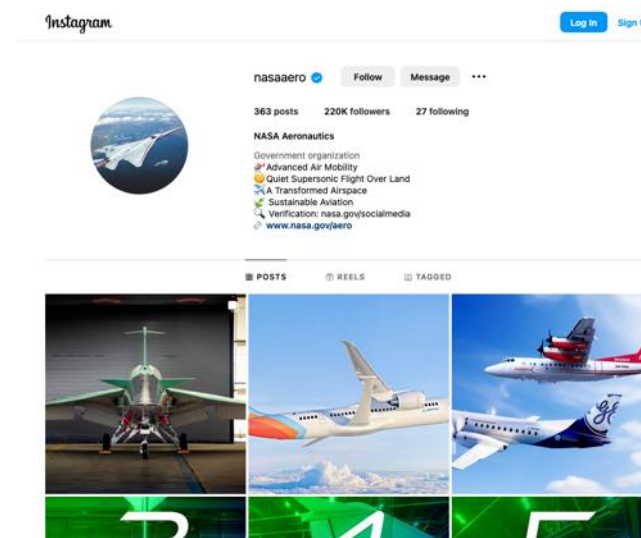 Instagram
Log In Sign
nasaaero Follow Message
363 posts 220K followers 27 following
NASA Aeronautics
Government organization
Advanced Air Mobility
Quiet Supersonic Flight Over Land
A Transformed Airspace
Sustainable Aviation
Verification: nasa.gov/socialmedia
www.nasa.gov/aero
POSTS REELS TAGGED
GE